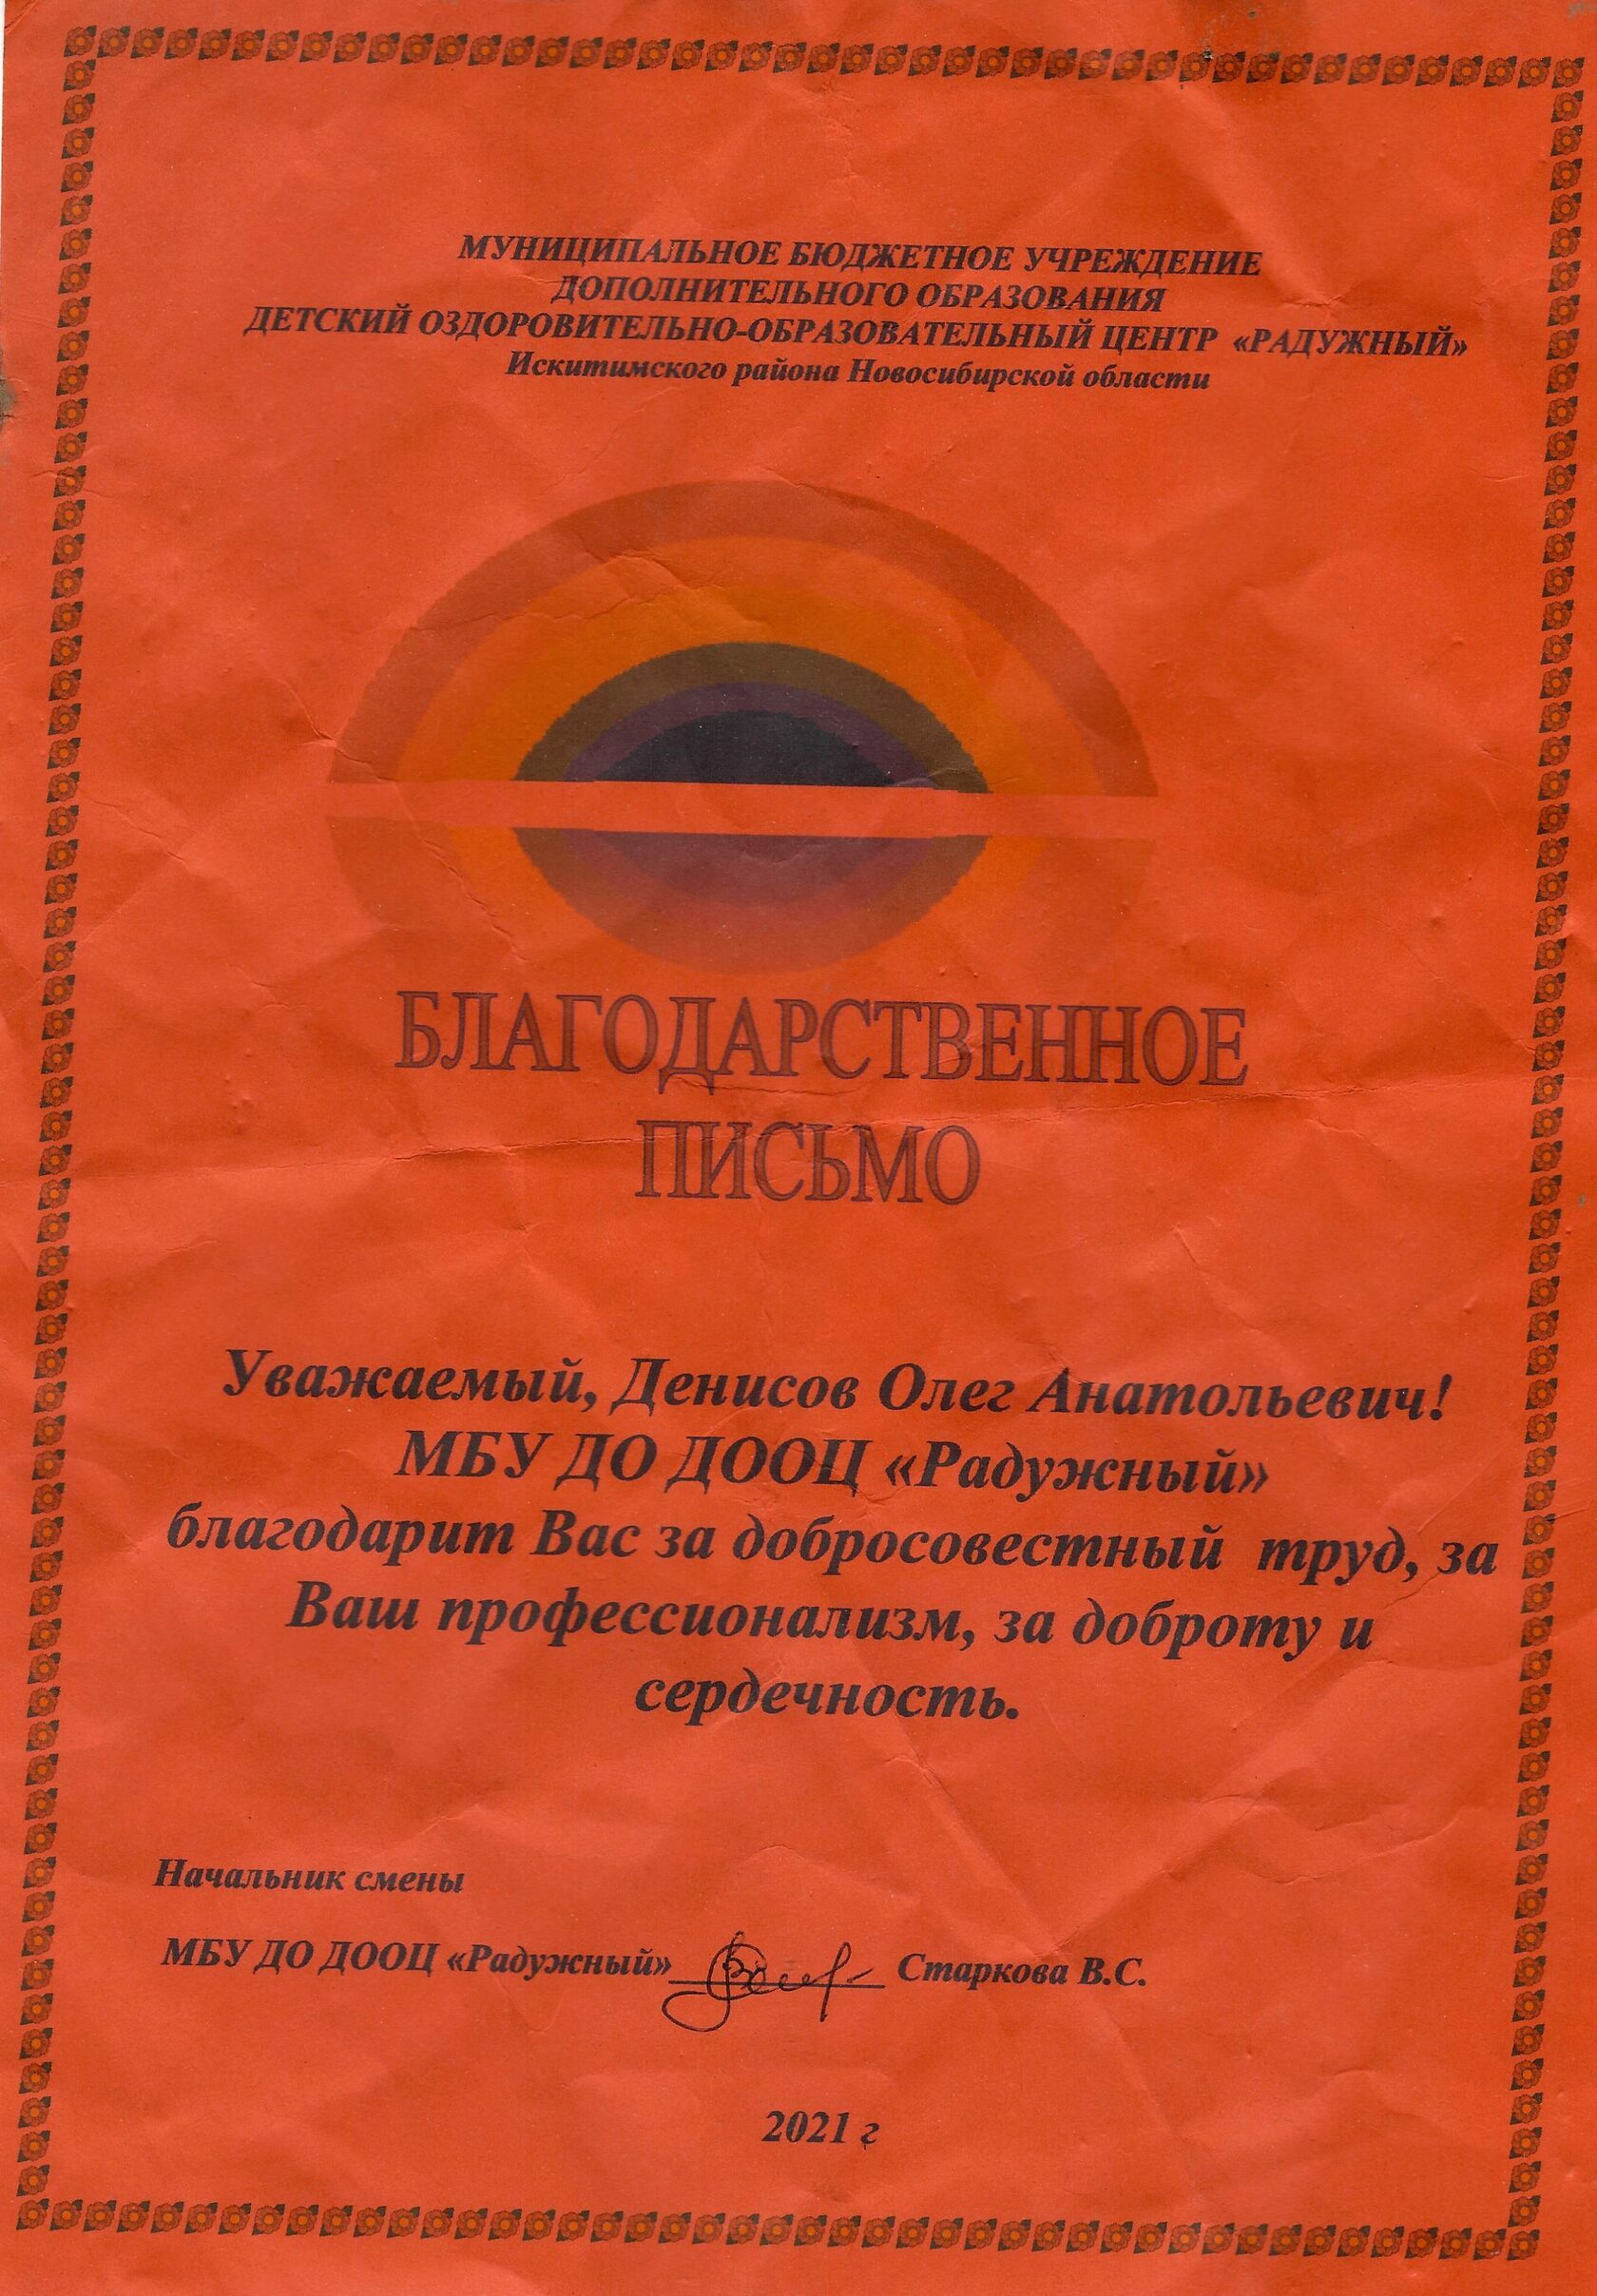 МУНИЦИПАЛЬНОЕ БЮДЖЕТНОЕ УЧРЕЖДЕНИЕ
ДОПОЛНИТЕЛЬНОГО ОБРАЗОВАНИЯ
ДЕТСКИЙ ОЗДОРОВИТЕЛЬНО-ОБРАЗОВАТЕЛЬНЫЙ ЦЕНТР «РАДУЖНЫЙ»
Искитимского района Новосибирской области
БЛАГОДАРСТВЕННОЕ
ПИСЬМО
Уважаемый, Денисов Олег Анатольевич!
МБУ ДО ДООЦ «Радужный»
благодарит Вас за добросовестный труд, за
Ваш профессионализм, за доброту и
сердечность.
Начальник смены
МБУ ДО ДООЦ «Радужный» Старкова В.С.
2021 г